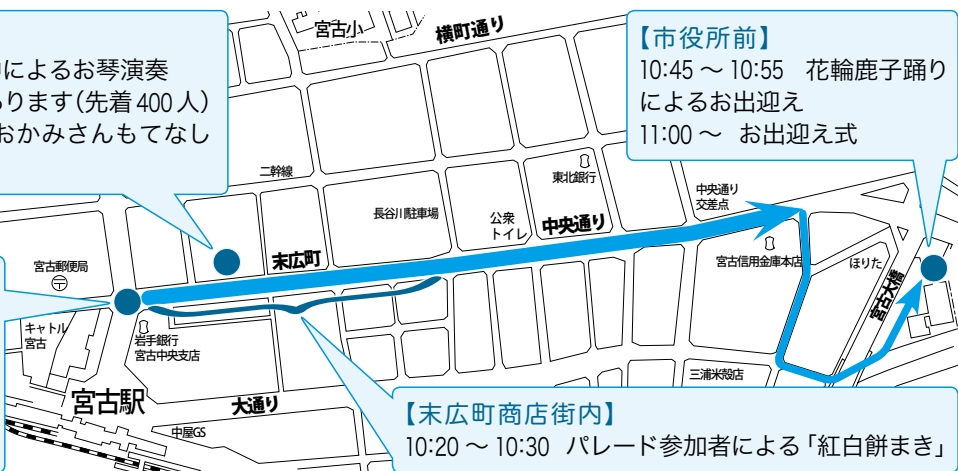 によるお琴演奏
ります(先着400人)
おかみさんもてなし
宮古小
横町通り
【市役所前】
10:45 ～ 10:55 花輪鹿子踊り
によるお出迎え
11:00 ～ お出迎え式
二幹線
東北銀行
中央通り
交差点
長谷川駐車場
公衆
トイレ
中央通り
末広町
宮古信用金庫本店
ほりた
宮古大橋
宮古郵便局
キャトル
宮古
岩手銀行
宮古中央支店
三浦米穀店
宮古駅
大通り
中屋GS
【末広町商店街内】
10:20 ～ 10:30 パレード参加者による「紅白餅まき」